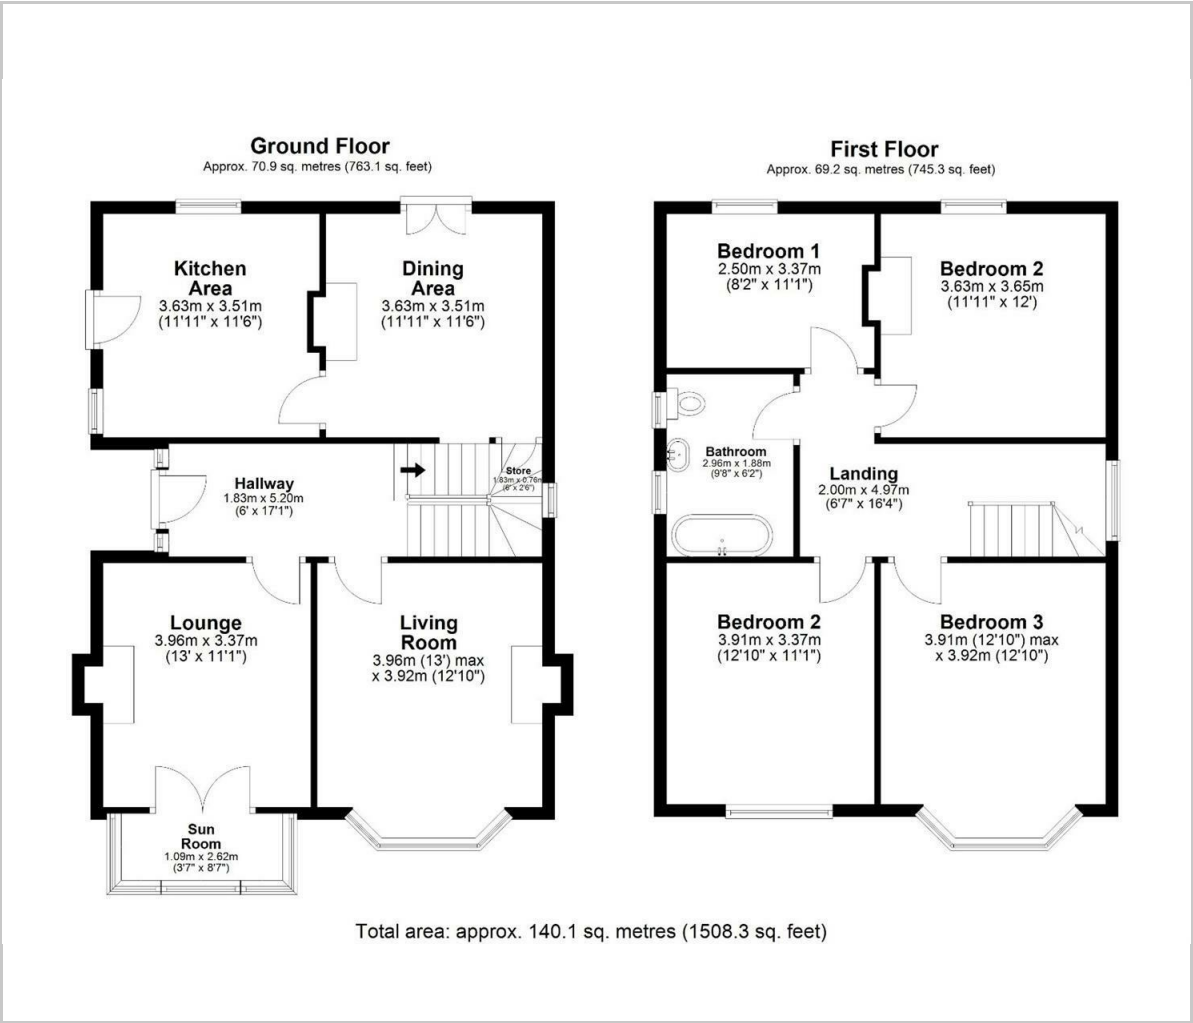 Ground Floor
Approx. 70.9 sq. metres (763.1 sq. feet)
Kitchen
Area
3.63m x 3.51m
(11'11" x 11'6")
Dining
Area
3.63m x 3.51m
(11'11" x 11'6")
Hallway
1.83m x 5.20m
(6' x 17'1")
Store
1.83m x 0.76m
(6' x 2'6")
Lounge
3.96m x 3.37m
(13' x 11'1")
Living
Room
3.96m (13') max
x 3.92m (12'10")
Sun
Room
1.09m x 2.62m
(3'7" x 8'7")
First Floor
Approx. 69.2 sq. metres (745.3 sq. feet)
Bedroom 1
2.50m x 3.37m
(8'2" x 11'1")
Bedroom 2
3.63m x 3.65m
(11'11" x 12')
Bathroom
2.96m x 1.88m
(9'8" x 6'2")
Landing
2.00m x 4.97m
(6'7" x 16'4")
Bedroom 2
3.91m x 3.37m
(12'10" x 11'1")
Bedroom 3
3.91m (12'10") max
x 3.92m (12'10")
Total area: approx. 140.1 sq. metres (1508.3 sq. feet)